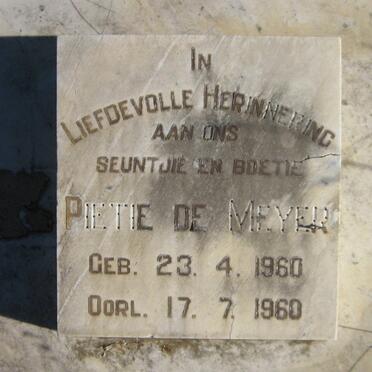 IN
LIEFDEVOLLE HERINNERING
AAN ONS
SEUNTJIE EN BOETIE
PIETIE DE MEYER
GEB. 23. 4. 1960
OORL. 17. 7. 1960